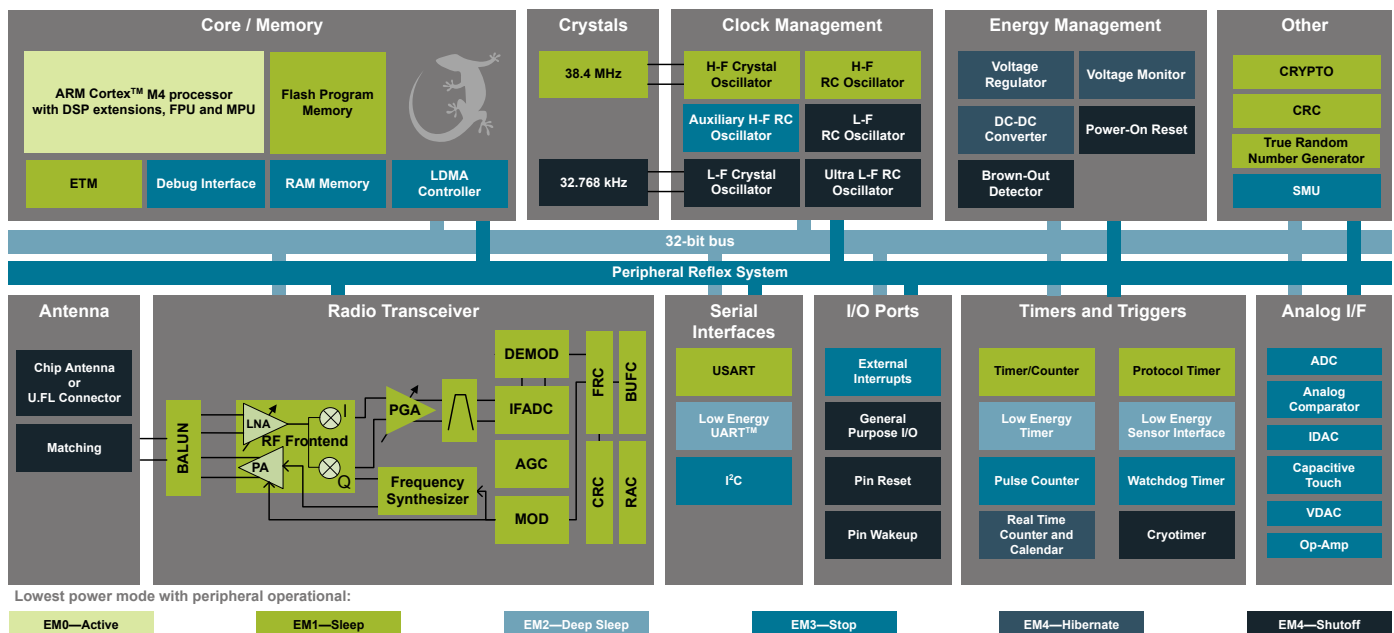 Core / Memory
ARM Cortex™ M4 processor
with DSP extensions, FPU and MPU
Flash Program
Memory
ETM
Debug Interface
RAM Memory
LDMA
Controller
Crystals
38.4 MHz
32.768 kHz
Clock Management
H-F Crystal
Oscillator
H-F
RC Oscillator
Auxiliary H-F RC
Oscillator
L-F
RC Oscillator
L-F Crystal
Oscillator
Ultra L-F RC
Oscillator
Energy Management
Voltage
Regulator
Voltage Monitor
DC-DC
Converter
Power-On Reset
Brown-Out
Detector
Other
CRYPTO
CRC
True Random
Number Generator
SMU
32-bit bus
Peripheral Reflex System
Antenna
Chip Antenna
or
U.FL Connector
Matching
Radio Transceiver
BALUN
LNA
RF Frontend
PA
I
Q
PGA
Frequency
Synthesizer
DEMOD
IFADC
AGC
MOD
FRC
BUFC
CRC
RAC
Serial
Interfaces
USART
Low Energy
UART™
I²C
I/O Ports
External
Interrupts
General
Purpose I/O
Pin Reset
Pin Wakeup
Timers and Triggers
Timer/Counter
Protocol Timer
Low Energy
Timer
Low Energy
Sensor Interface
Pulse Counter
Watchdog Timer
Real Time
Counter and
Calendar
Cryotimer
Analog I/F
ADC
Analog
Comparator
IDAC
Capacitive
Touch
VDAC
Op-Amp
Lowest power mode with peripheral operational:
EM0—Active
EM1—Sleep
EM2—Deep Sleep
EM3—Stop
EM4—Hibernate
EM4—Shutoff